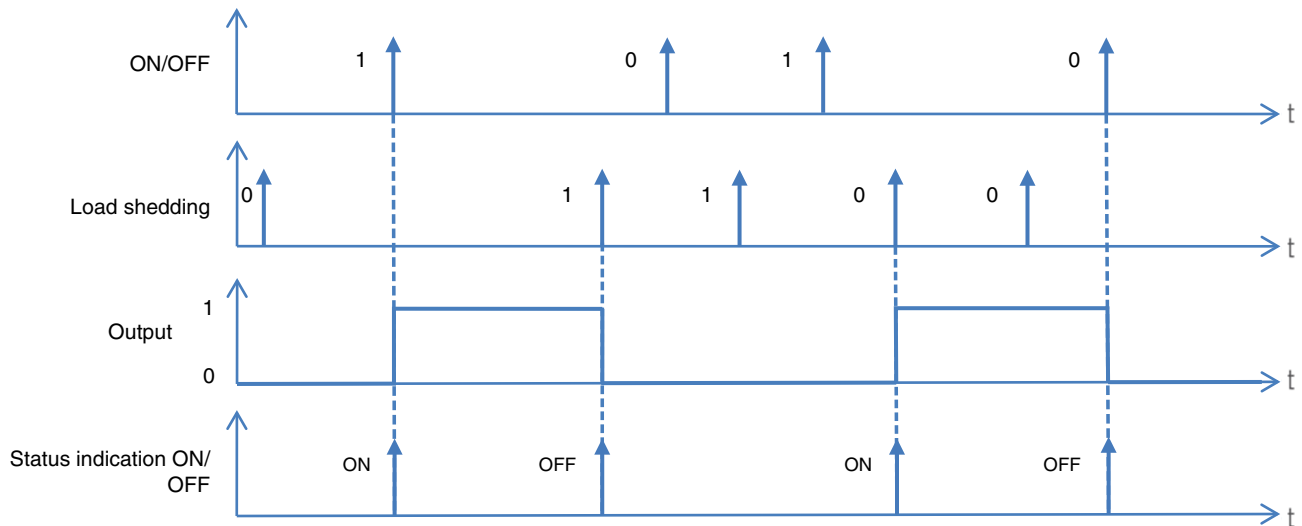 ON/OFF
1
0
1
0
t
Load shedding
0
1
1
0
0
t
Output
1
0
t
Status indication ON/
OFF
ON
OFF
ON
OFF
t